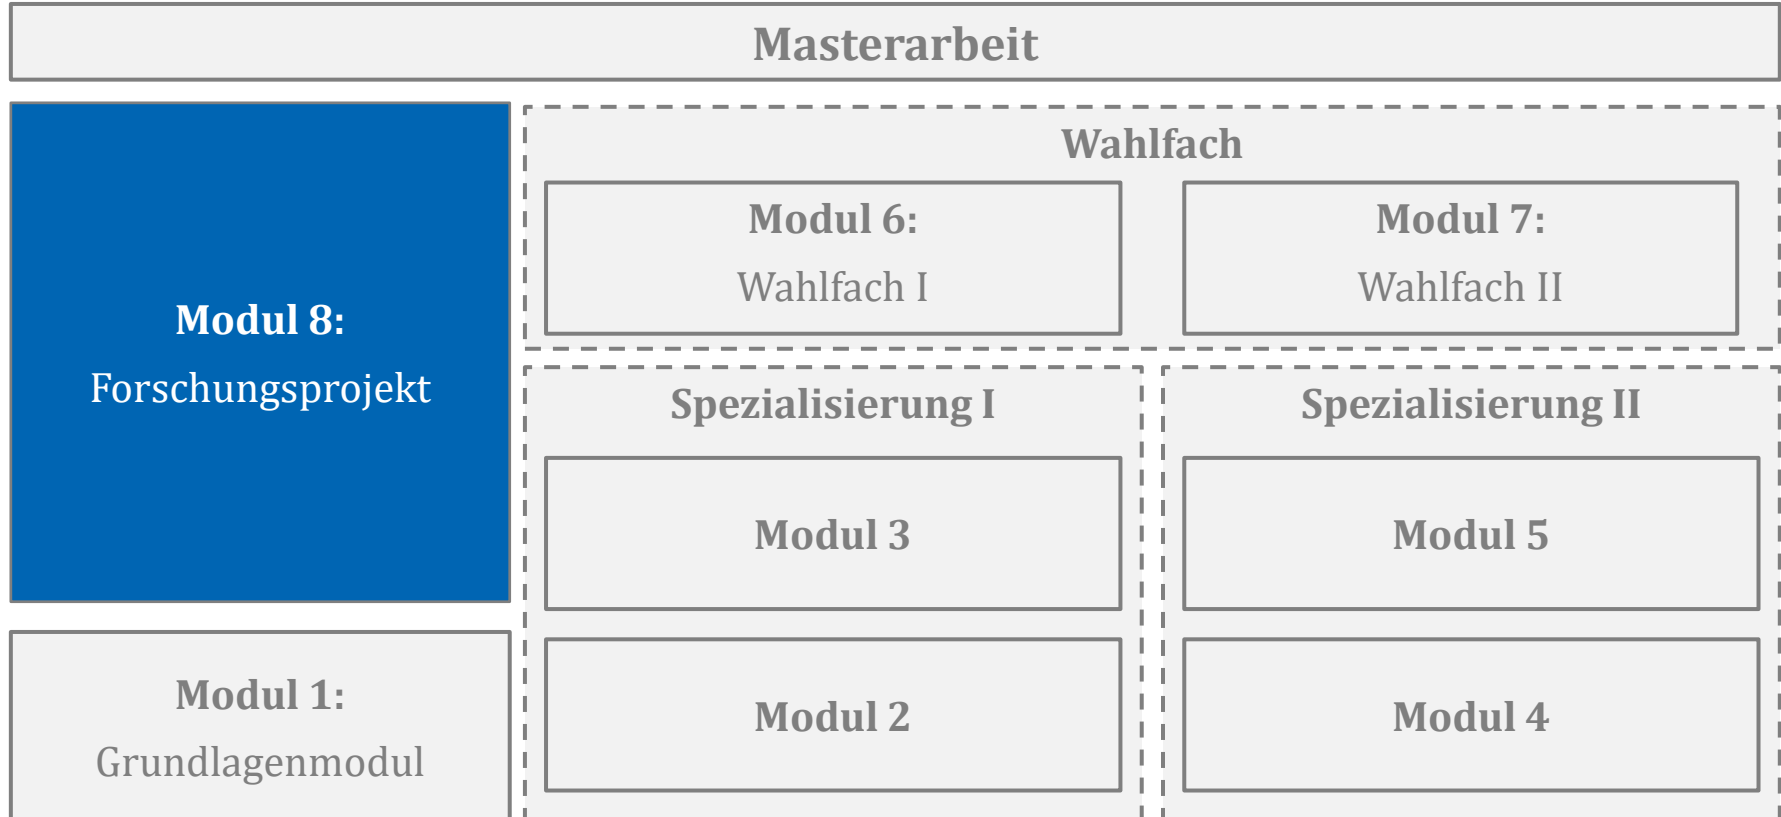 Masterarbeit
Modul 8:
Forschungsprojekt
Wahlfach
Modul 6:
Wahlfach I
Modul 7:
Wahlfach II
Spezialisierung I
Modul 3
Modul 2
Spezialisierung II
Modul 5
Modul 4
Modul 1:
Grundlagenmodul